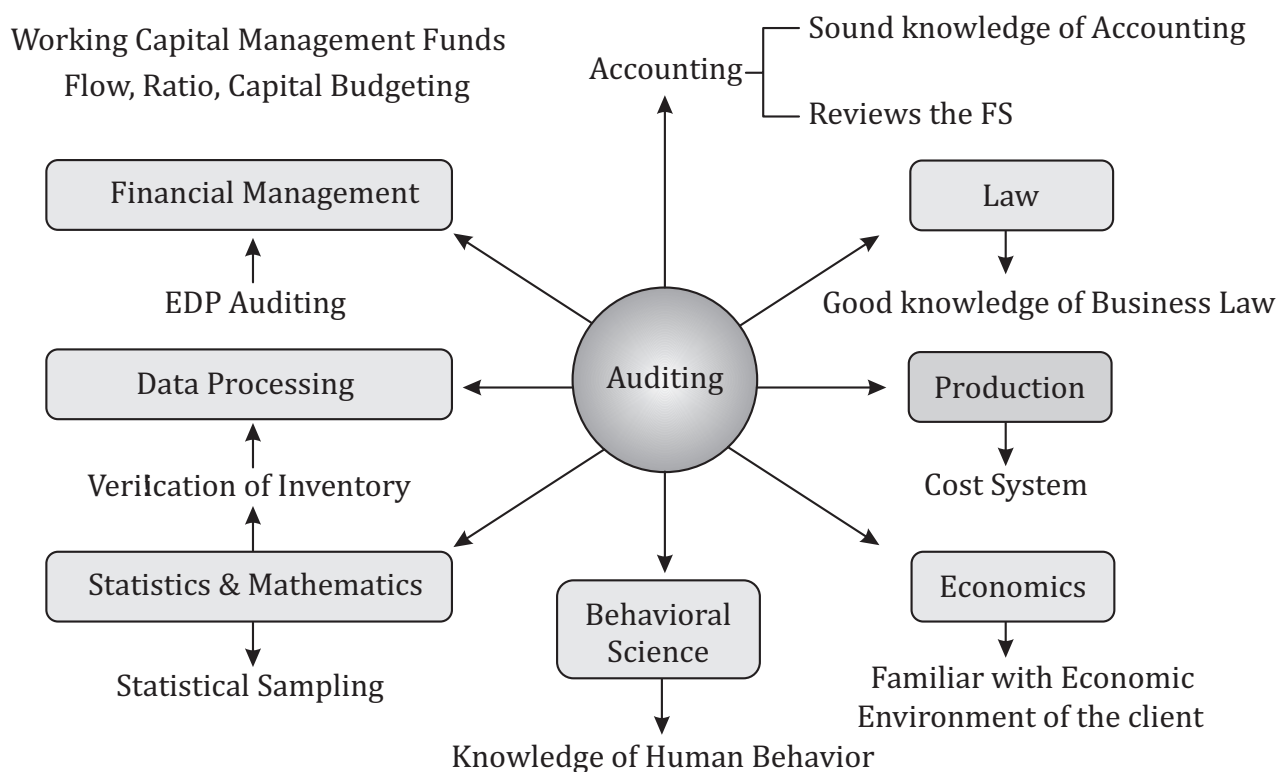 Working Capital Management Funds
Flow, Ratio, Capital Budgeting
Accounting
Sound knowledge of Accounting
Reviews the FS
Financial Management
Law
EDP Auditing
Good knowledge of Business Law
Data Processing
Auditing
Production
Verilcation of Inventory
Cost System
Statistics & Mathematics
Behavioral
Science
Economics
Statistical Sampling
Familiar with Economic
Environment of the client
Knowledge of Human Behavior